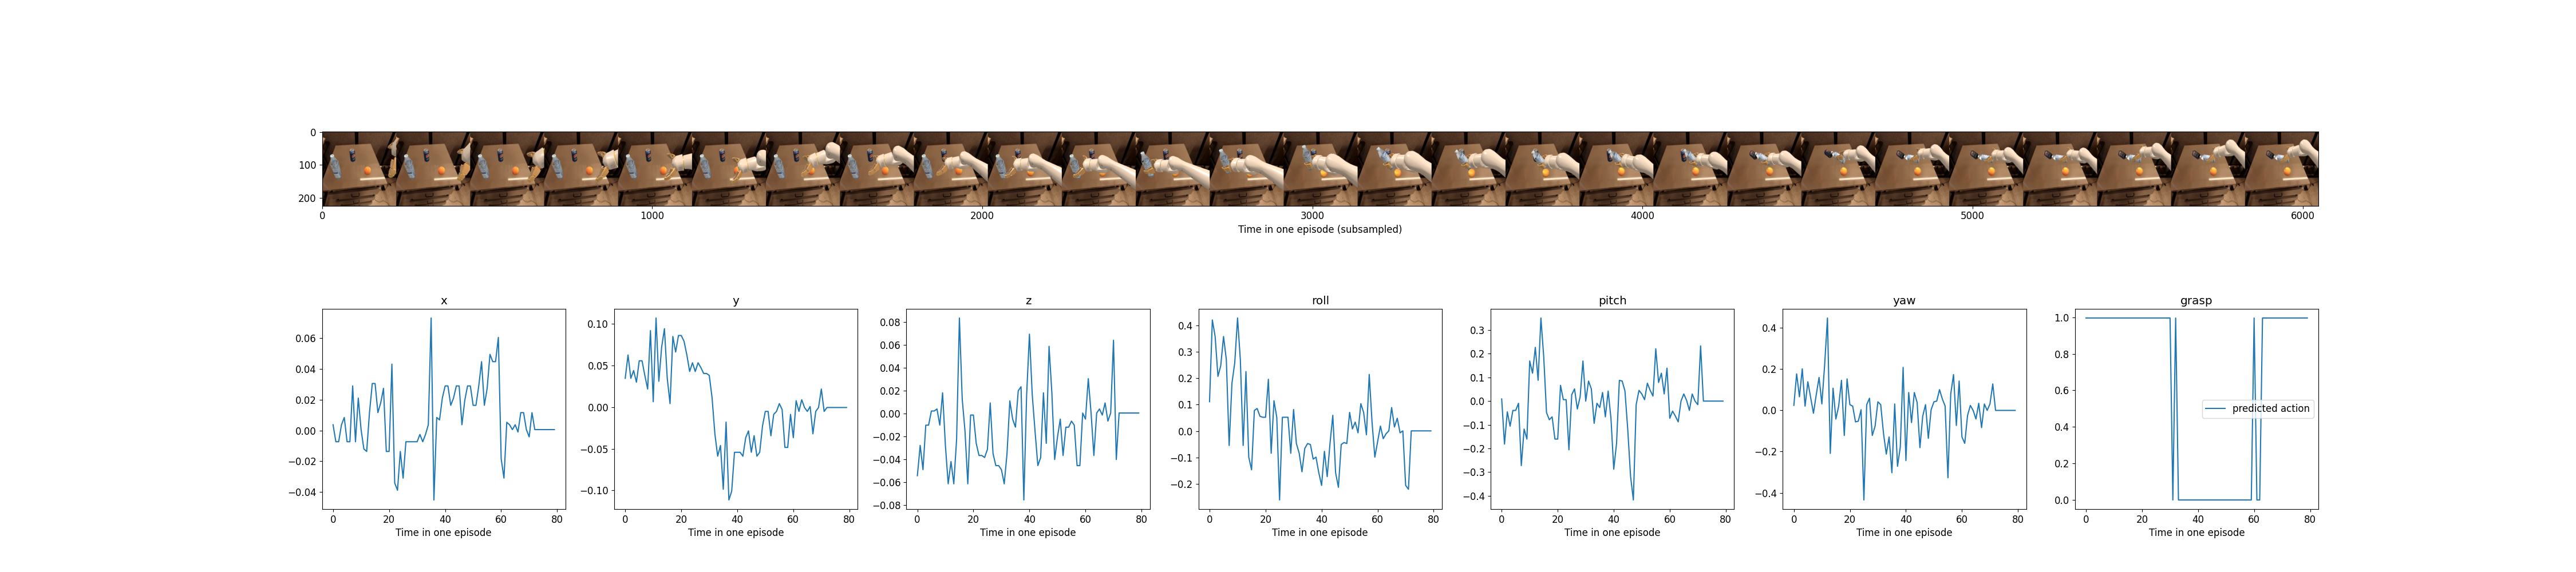 0
100
200
0 1000 2000 3000 4000 5000 6000
Time in one episode (subsampled)
x
0.06
0.04
0.02
0.00
−0.02
−0.04
0 20 40 60 80
Time in one episode
y
0.10
0.05
0.00
−0.05
−0.10
0 20 40 60 80
Time in one episode
z
0.08
0.06
0.04
0.02
0.00
−0.02
−0.04
−0.06
−0.08
0 20 40 60 80
Time in one episode
roll
0.4
0.3
0.2
0.1
0.0
−0.1
−0.2
0 20 40 60 80
Time in one episode
pitch
0.3
0.2
0.1
0.0
−0.1
−0.2
−0.3
−0.4
0 20 40 60 80
Time in one episode
yaw
0.4
0.2
0.0
−0.2
−0.4
0 20 40 60 80
Time in one episode
grasp
1.0
0.8
0.6
0.4
0.2
0.0
predicted action
0 20 40 60 80
Time in one episode